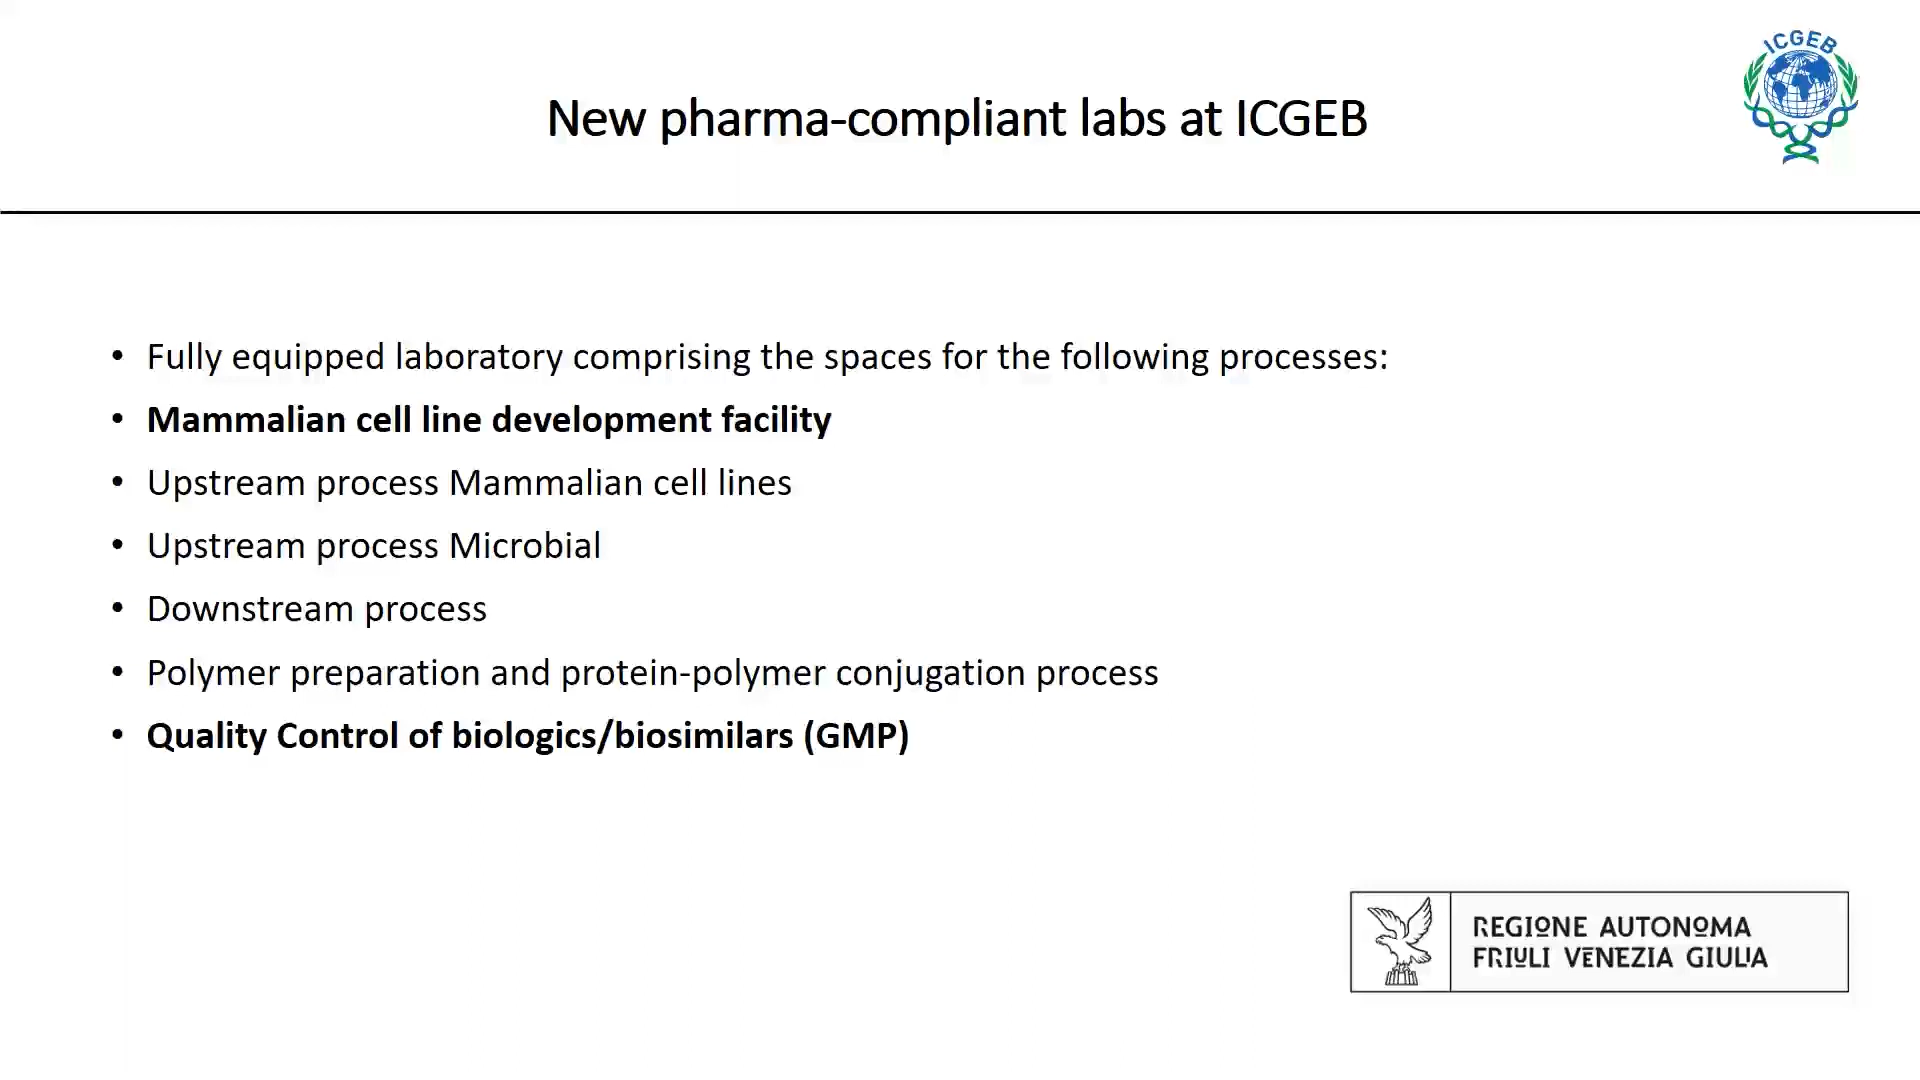 ICGEB
New pharma-compliant labs at ICGEB
• Fully equipped laboratory comprising the spaces for the following processes:
• Mammalian cell line development facility
• Upstream process Mammalian cell lines
• Upstream process Microbial
• Downstream process
• Polymer preparation and protein-polymer conjugation process
• Quality Control of biologics/biosimilars (GMP)
REGIONE AUTONOMA
FRIULI VENEZIA GIULIA